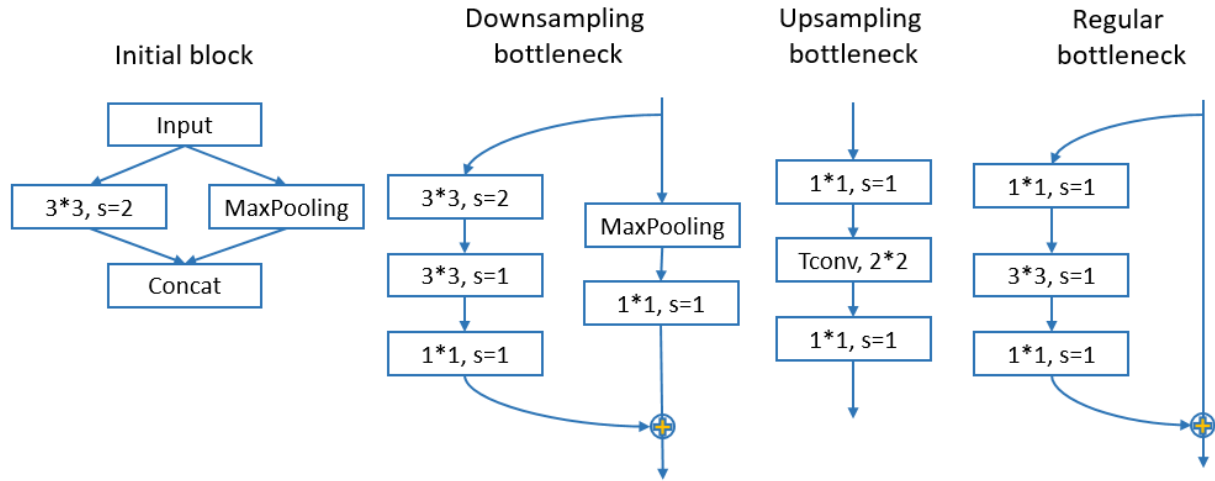 Initial block
Input
3*3, s=2
MaxPooling
Concat
Downsampling
bottleneck
3*3, s=2
3*3, s=1
1*1, s=1
MaxPooling
1*1, s=1
Upsampling
bottleneck
1*1, s=1
Tconv, 2*2
1*1, s=1
Regular
bottleneck
1*1, s=1
3*3, s=1
1*1, s=1